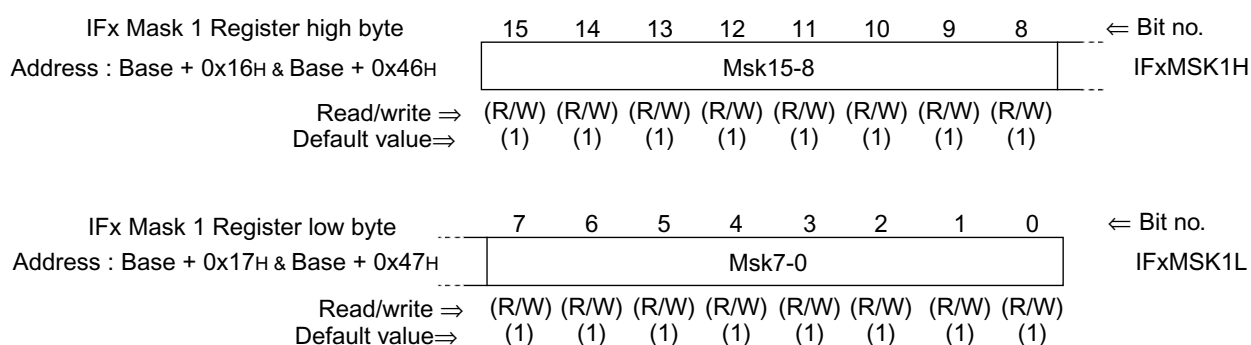 IFx Mask 1 Register high byte 15 14 13 12 11 10 9 8 ⇐ Bit no.
Address : Base + 0x16H & Base + 0x46H Msk15-8 IFxMSK1H
Read/write ⇒ (R/W) (R/W) (R/W) (R/W) (R/W) (R/W) (R/W) (R/W)
Default value⇒ (1) (1) (1) (1) (1) (1) (1) (1)
IFx Mask 1 Register low byte 7 6 5 4 3 2 1 0 ⇐ Bit no.
Address : Base + 0x17H & Base + 0x47H Msk7-0 IFxMSK1L
Read/write ⇒ (R/W) (R/W) (R/W) (R/W) (R/W) (R/W) (R/W) (R/W)
Default value⇒ (1) (1) (1) (1) (1) (1) (1) (1)